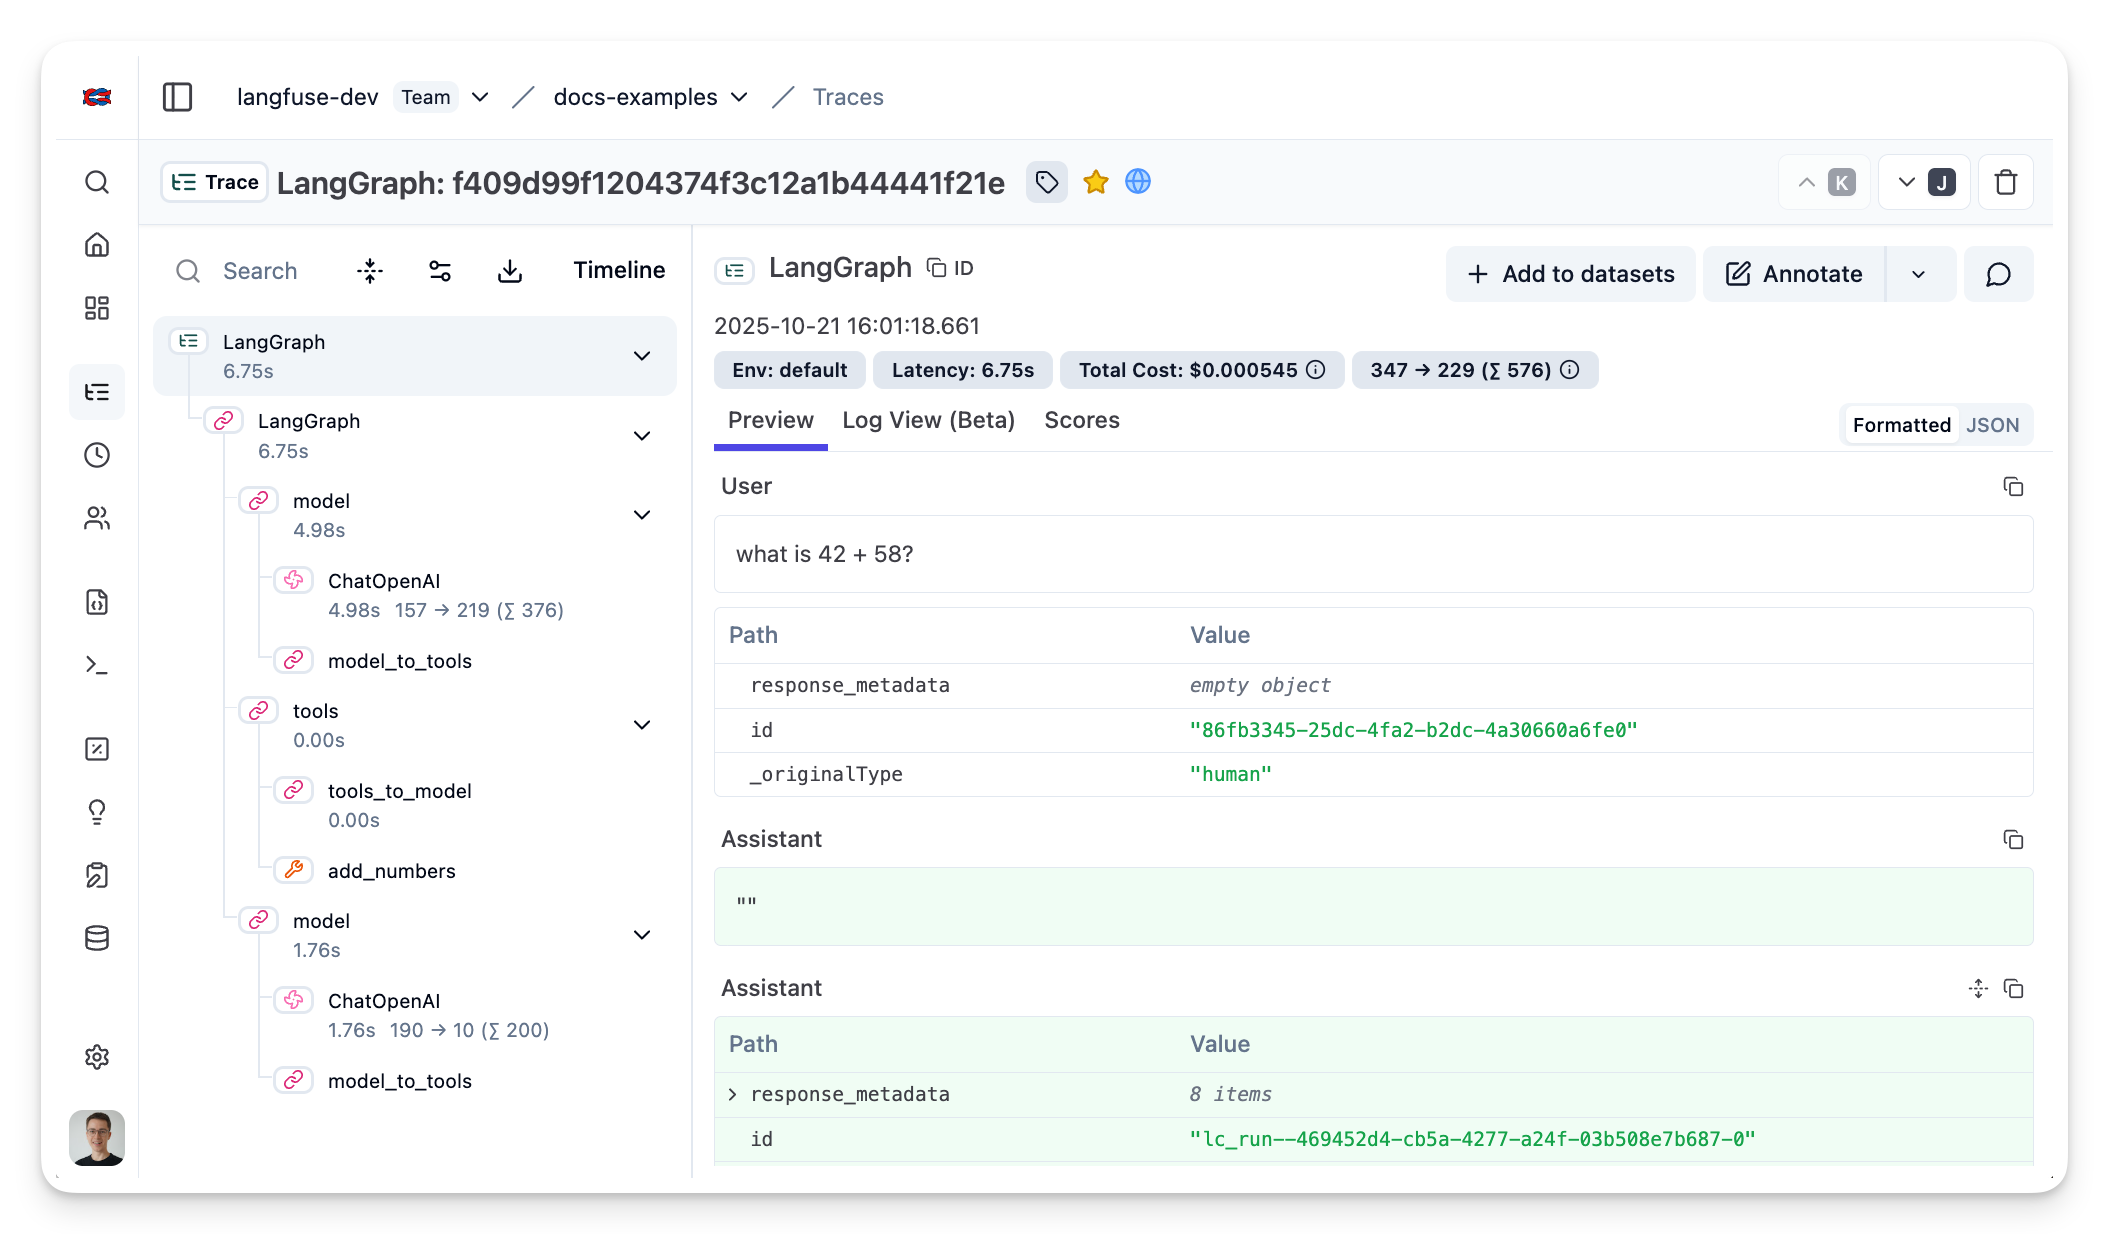 langfuse-dev Team docs-examples Traces
Trace LangGraph: f409d99f1204374f3c12a1b44441f21e K J
Search Timeline
LangGraph
6.75s
LangGraph
6.75s
model
4.98s
ChatOpenAI
4.98s 157 → 219 (∑ 376)
model_to_tools
tools
0.00s
tools_to_model
0.00s
add_numbers
model
1.76s
ChatOpenAI
1.76s 190 → 10 (∑ 200)
model_to_tools
LangGraph ID Add to datasets Annotate
2025-10-21 16:01:18.661
Env: default Latency: 6.75s Total Cost: $0.000545 347 → 229 (∑ 576)
Preview Log View (Beta) Scores Formatted JSON
User
what is 42 + 58?
Path Value
response_metadata empty object
id "86fb3345-25dc-4fa2-b2dc-4a30660a6fe0"
_originalType "human"
Assistant
""
Assistant
Path Value
response_metadata 8 items
id "lc_run--469452d4-cb5a-4277-a24f-03b508e7b687-0"